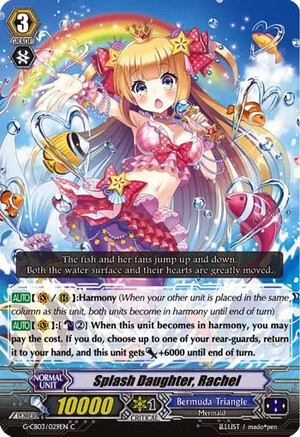 3
GRADE
The fish and her fans jump up and down.
Both the water surface and their hearts are greatly moved.
AUTO [ / ]:Harmony (When your other unit is placed in the same
column as this unit, both units become in harmony until end of turn)
AUTO [ ]:[ (2)] When this unit becomes in harmony, you may
pay the cost. If you do, choose up to one of your rear-guards, return
it to your hand, and this unit gets +6000 until end of turn.
NORMAL UNIT
Splash Daughter, Rachel
POWER 10000 1 CRITICAL
Bermuda Triangle
Mermaid
G-CB03/029EN C
ILLUST / mado*pen